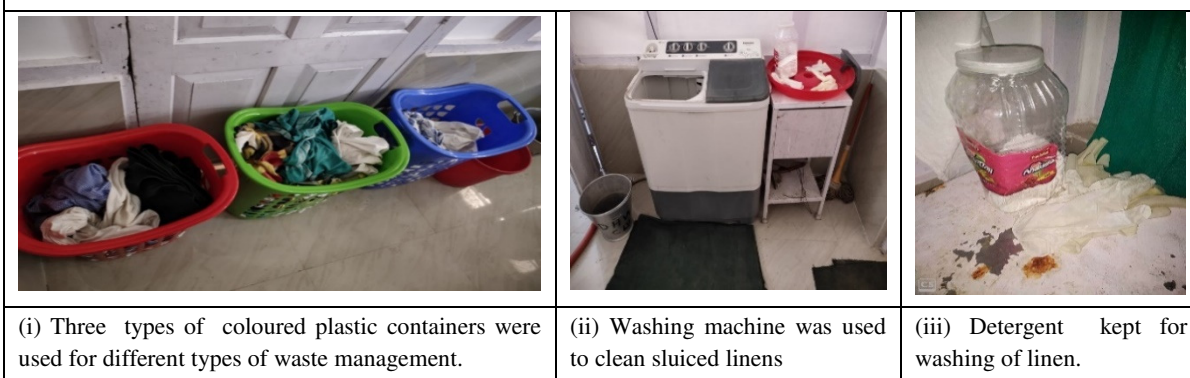 (i) Three types of coloured plastic containers were
used for different types of waste management.
(ii) Washing machine was used
to clean sluiced linens
(iii) Detergent kept for
washing of linen.
CS